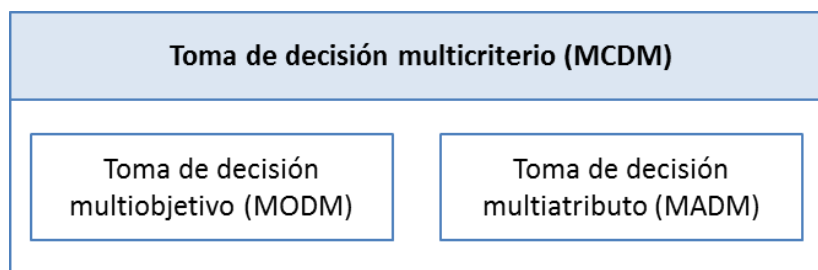 Toma de decisión multicriterio (MCDM)
Toma de decisión
multiobjetivo (MODM)
Toma de decisión
multiatributo (MADM)